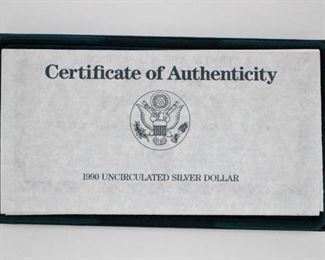 Certificate of Authenticity
1990 UNCIRCULATED SILVER DOLLAR